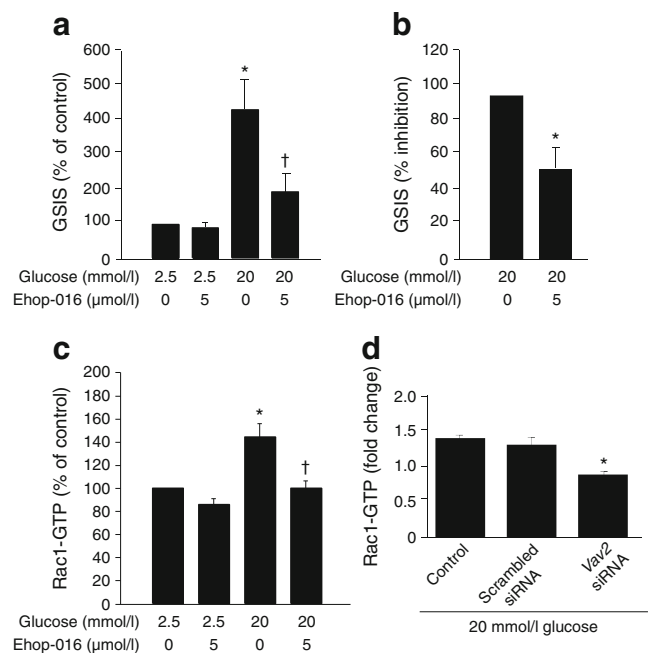 a
GSIS (% of control)
600
500
400
300
200
100
0
*
†
Glucose (mmol/l) 2.5 2.5 20 20
Ehop-016 (µmol/l) 0 5 0 5
b
GSIS (% inhibition)
120
100
80
60
40
20
0
*
Glucose (mmol/l) 20 20
Ehop-016 (µmol/l) 0 5
c
Rac1-GTP (% of control)
200
180
160
140
120
100
80
60
40
20
0
*
†
Glucose (mmol/l) 2.5 2.5 20 20
Ehop-016 (µmol/l) 0 5 0 5
d
Rac1-GTP (fold change)
2.0
1.5
1.0
0.5
0
*
Control
Scrambled
siRNA
Vav2
siRNA
20 mmol/l glucose